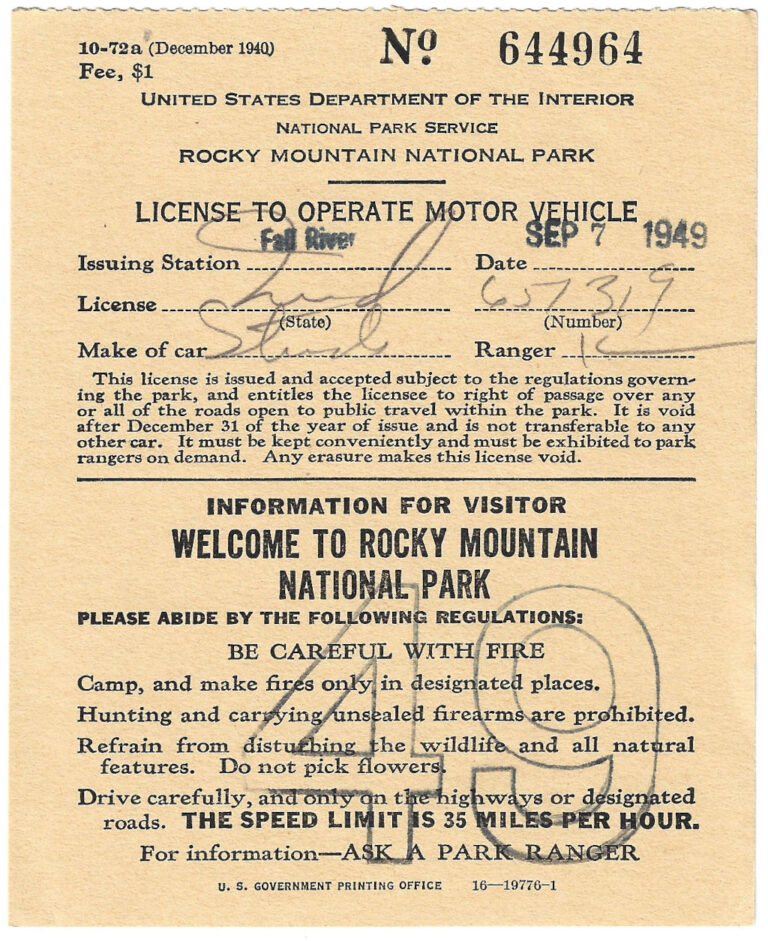 10-72a (December 1940)
Fee, $1
No. 644964
UNITED STATES DEPARTMENT OF THE INTERIOR
NATIONAL PARK SERVICE
ROCKY MOUNTAIN NATIONAL PARK
LICENSE TO OPERATE MOTOR VEHICLE
Issuing Station Fall River Date SEP 7 1949
License 657319
(State) (Number)
Make of car Stude Ranger
This license is issued and accepted subject to the regulations govern-
ing the park, and entitles the licensee to right of passage over any
or all of the roads open to public travel within the park. It is void
after December 31 of the year of issue and is not transferable to any
other car. It must be kept conveniently and must be exhibited to park
rangers on demand. Any erasure makes this license void.
INFORMATION FOR VISITOR
WELCOME TO ROCKY MOUNTAIN
NATIONAL PARK
PLEASE ABIDE BY THE FOLLOWING REGULATIONS:
BE CAREFUL WITH FIRE
Camp, and make fires only in designated places.
Hunting and carrying unsealed firearms are prohibited.
Refrain from disturbing the wildlife and all natural
features. Do not pick flowers.
Drive carefully, and only on the highways or designated
roads. THE SPEED LIMIT IS 35 MILES PER HOUR.
For information—ASK A PARK RANGER
49
U. S. GOVERNMENT PRINTING OFFICE 16—19776-1